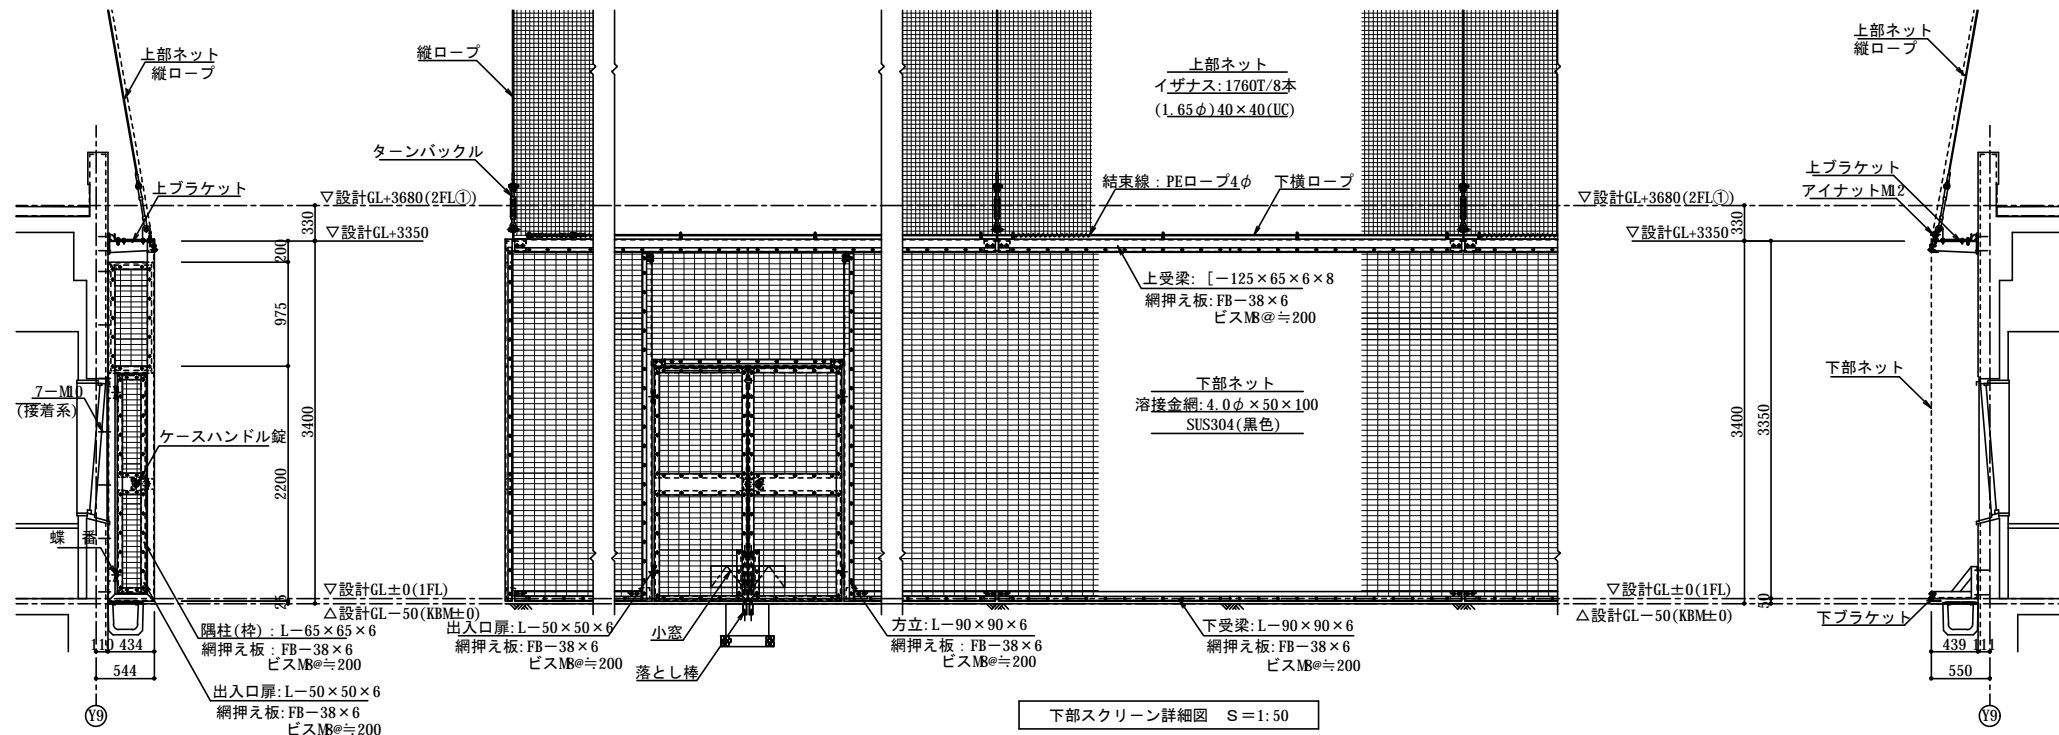 上部ネット
縦ロープ
縦ロープ
上部ネット
イザナス:1760T/8本
(1.65φ)40×40(UC)
上部ネット
縦ロープ
ターンバックル
上ブラケット
▽設計GL+3680(2FL①)
330
▽設計GL+3350
結束線：PEロープ4φ
下横ロープ
▽設計GL+3680(2FL①)
330
▽設計GL+3350
上ブラケット
アイナットM12
200
975
3400
2200
25
上受梁: [－125×65×6×8
網押え板:FB－38×6
ビスM8@≒200
7－M10
(接着系)
ケースハンドル錠
下部ネット
溶接金網:4.0φ×50×100
SUS304(黒色)
下部ネット
3400
3350
50
蝶　番
▽設計GL±0(1FL)
△設計GL－50(KBM±0)
▽設計GL±0(1FL)
△設計GL－50(KBM±0)
110 434
544
隅柱(枠)：L－65×65×6
網押え板：FB－38×6
ビスM8@≒200
出入口扉:L－50×50×6
網押え板:FB－38×6
ビスM8@≒200
出入口扉:L－50×50×6
網押え板:FB－38×6
ビスM8@≒200
小窓
落とし棒
方立:L－90×90×6
網押え板：FB－38×6
ビスM8@≒200
下受梁:L－90×90×6
網押え板:FB－38×6
ビスM8@≒200
下ブラケット
439 111
550
Y9
下部スクリーン詳細図　S＝1:50
Y9